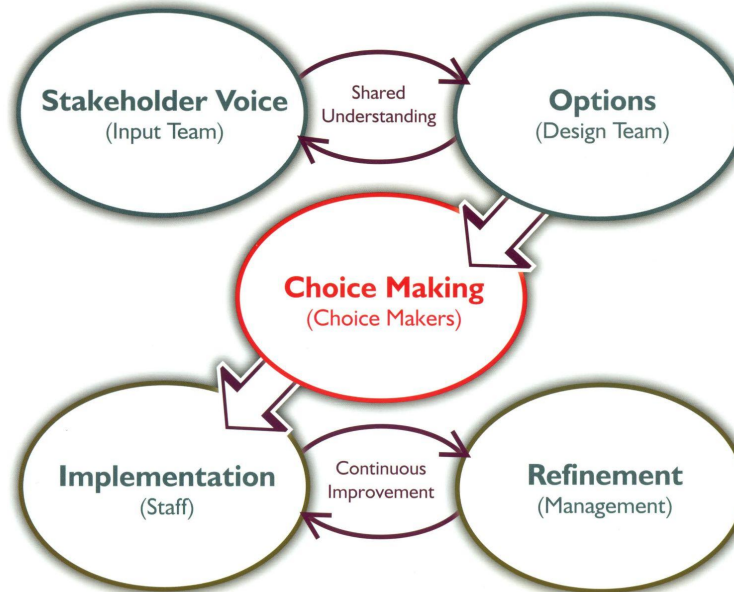 Stakeholder Voice
(Input Team)
Shared
Understanding
Options
(Design Team)
Choice Making
(Choice Makers)
Implementation
(Staff)
Continuous
Improvement
Refinement
(Management)